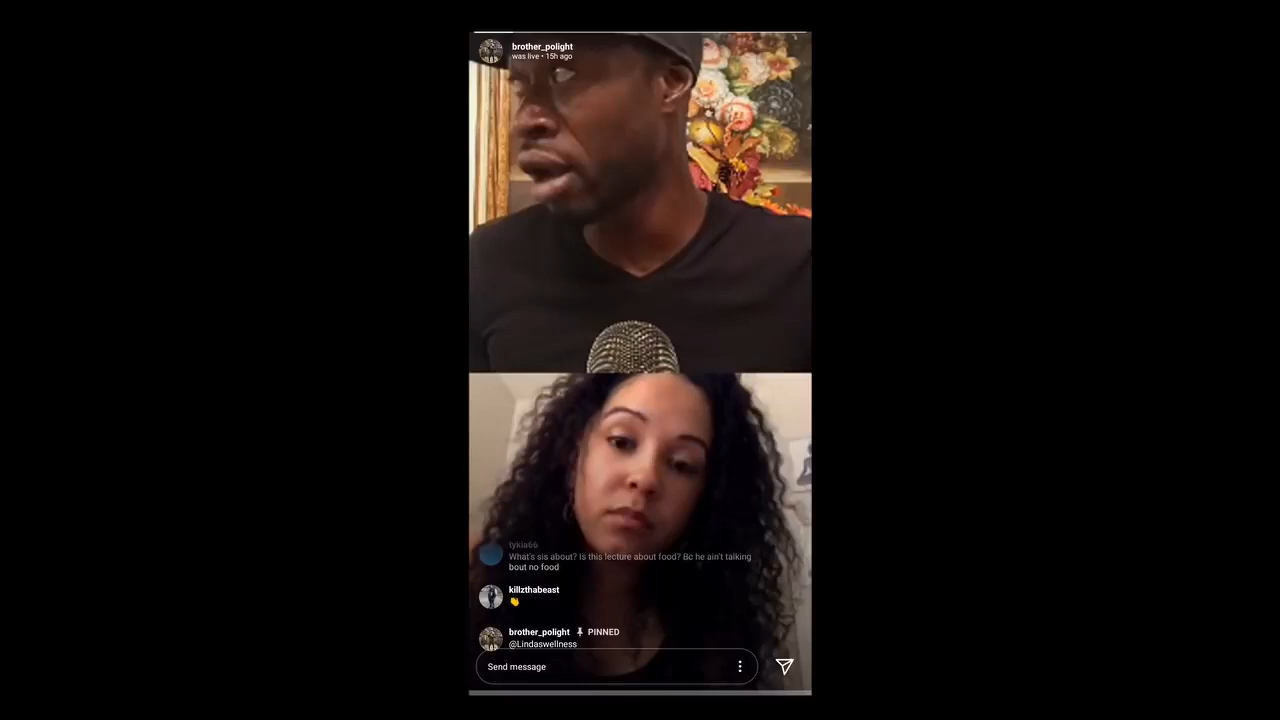 brother_polight
was live • 15h ago
tykia66
What's sis about? Is this lecture about food? Bc he ain't talking
bout no food
killzthabeast
👏
brother_polight PINNED
@Lindaswellness
Send message